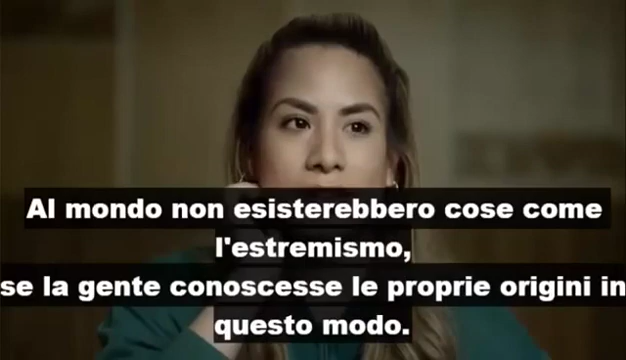 Al mondo non esisterebbero cose come
l'estremismo,
se la gente conoscesse le proprie origini in
questo modo.